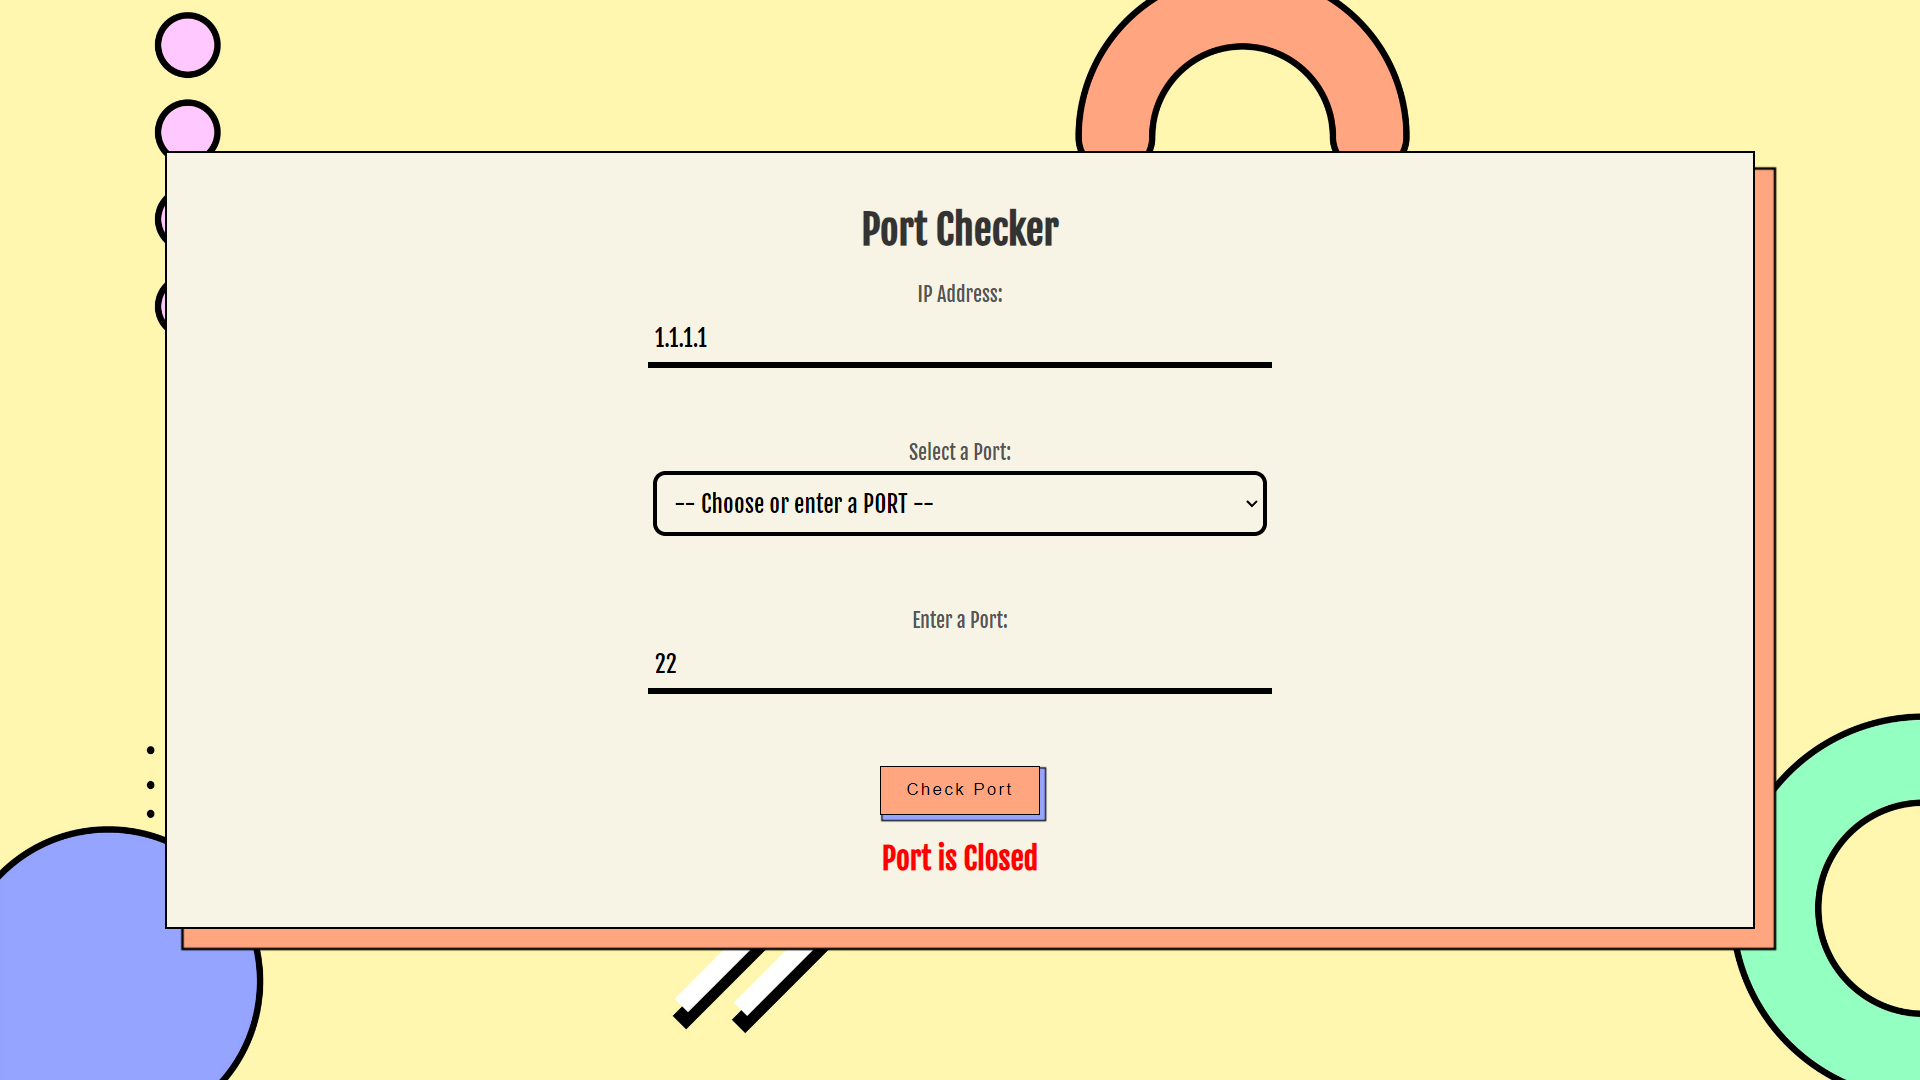 Port Checker
IP Address:
1.1.1.1
Select a Port:
-- Choose or enter a PORT --
Enter a Port:
22
Check Port
Port is Closed